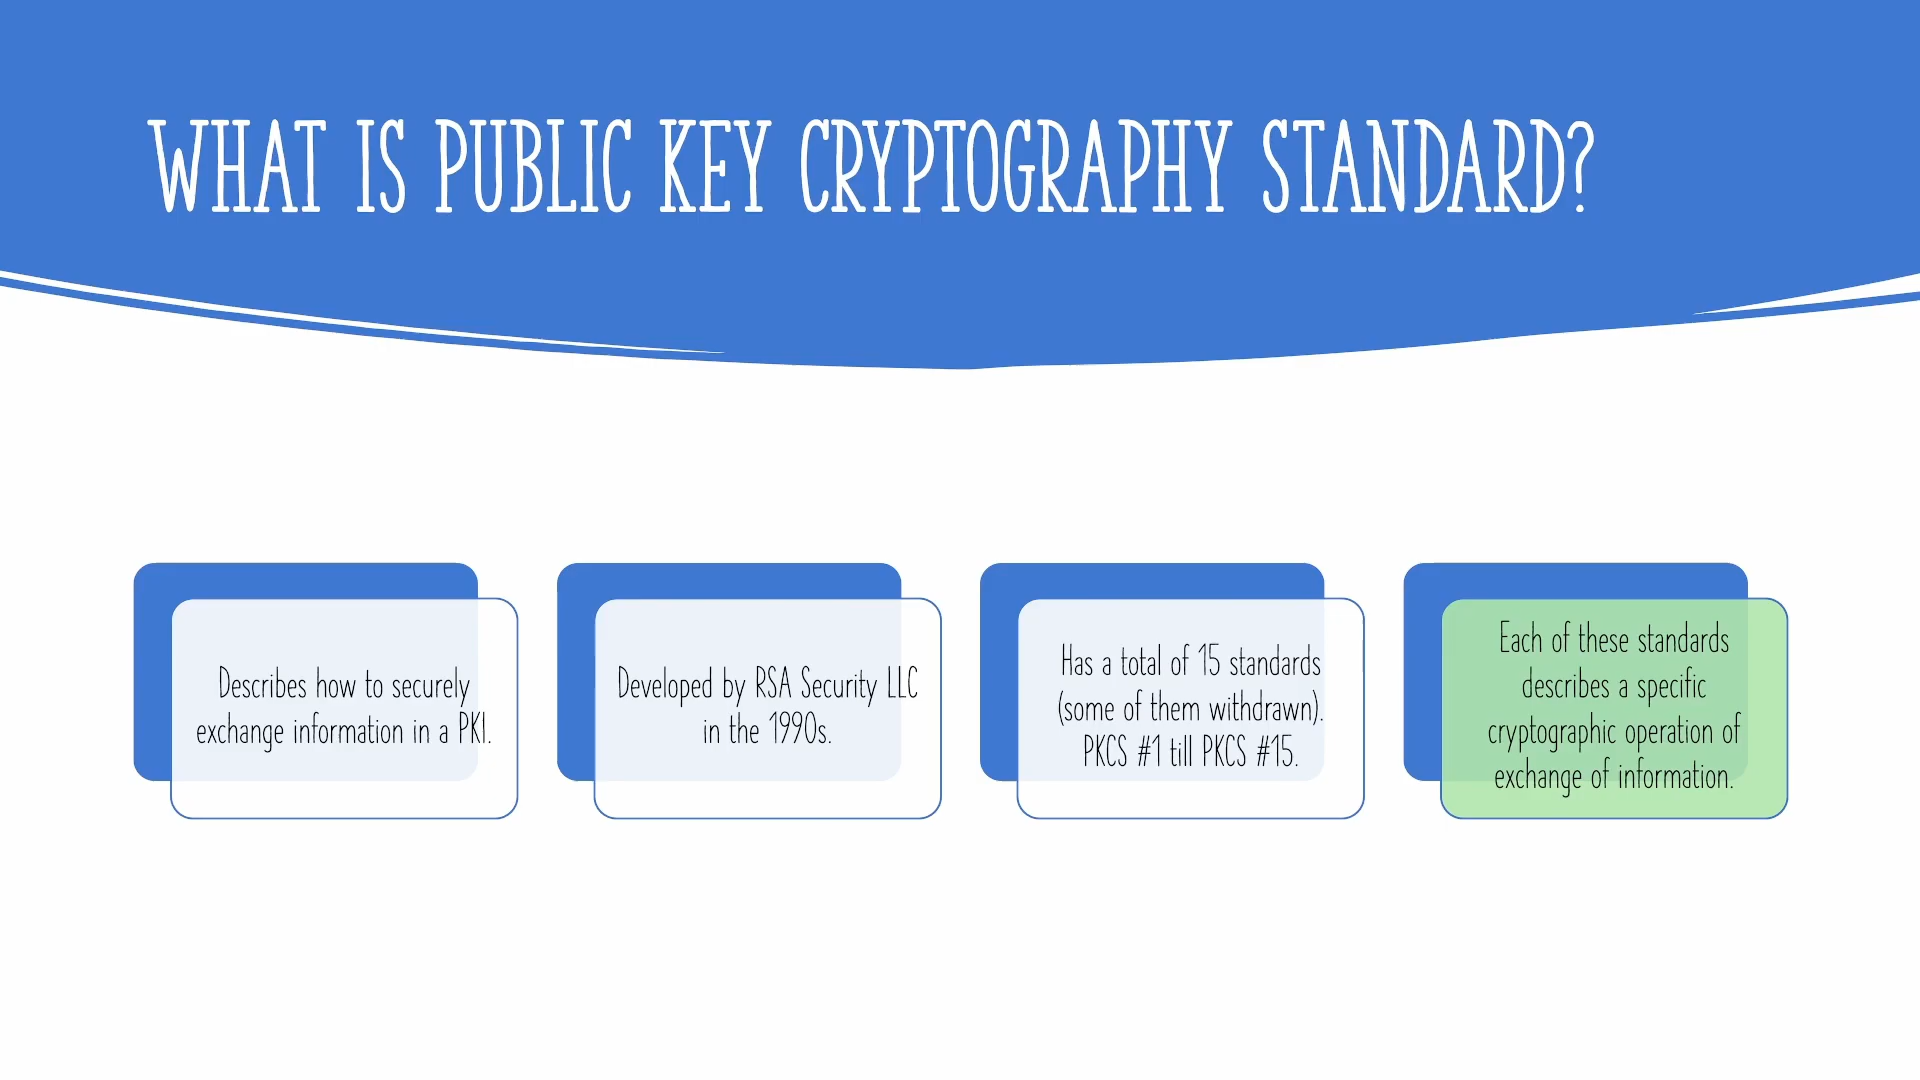 WHAT IS PUBLIC KEY CRYPTOGRAPHY STANDARD?
Describes how to securely
exchange information in a PKI.
Developed by RSA Security LLC
in the 1990s.
Has a total of 15 standards
(some of them withdrawn).
PKCS #1 till PKCS #15.
Each of these standards
describes a specific
cryptographic operation of
exchange of information.